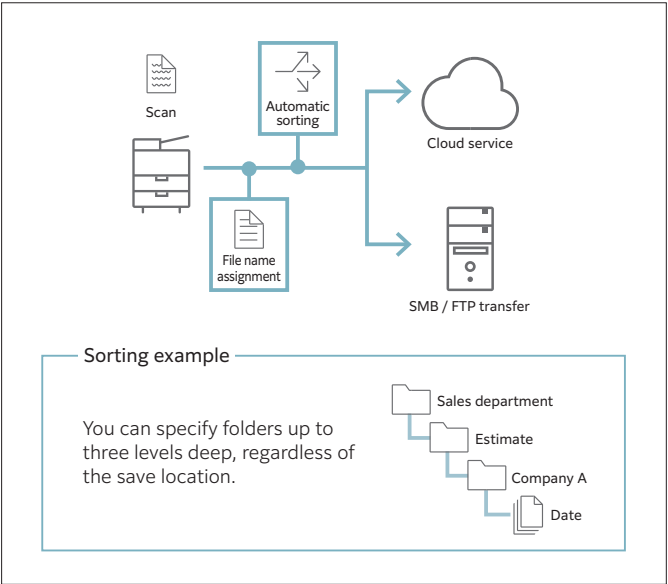 Scan
Automatic
sorting
Cloud service
File name
assignment
SMB / FTP transfer
Sorting example
You can specify folders up to
three levels deep, regardless of
the save location.
Sales department
Estimate
Company A
Date